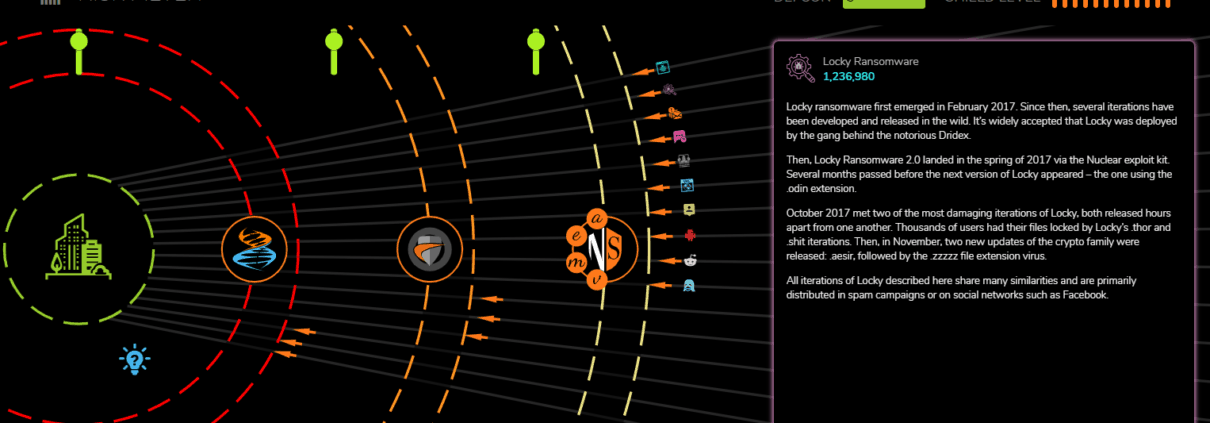 Locky Ransomware
1,236,980
Locky ransomware first emerged in February 2017. Since then, several iterations have
been developed and released in the wild. It's widely accepted that Locky was deployed
by the gang behind the notorious Dridex.
Then, Locky Ransomware 2.0 landed in the spring of 2017 via the Nuclear exploit kit.
Several months passed before the next version of Locky appeared – the one using the
.odin extension.
October 2017 met two of the most damaging iterations of Locky, both released hours
apart from one another. Thousands of users had their files locked by Locky's .thor and
.shit iterations. Then, in November, two new updates of the crypto family were
released: .aesir, followed by the .zzzzz file extension virus.
All iterations of Locky described here share many similarities and are primarily
distributed in spam campaigns or on social networks such as Facebook.
a
e
NS
m
v